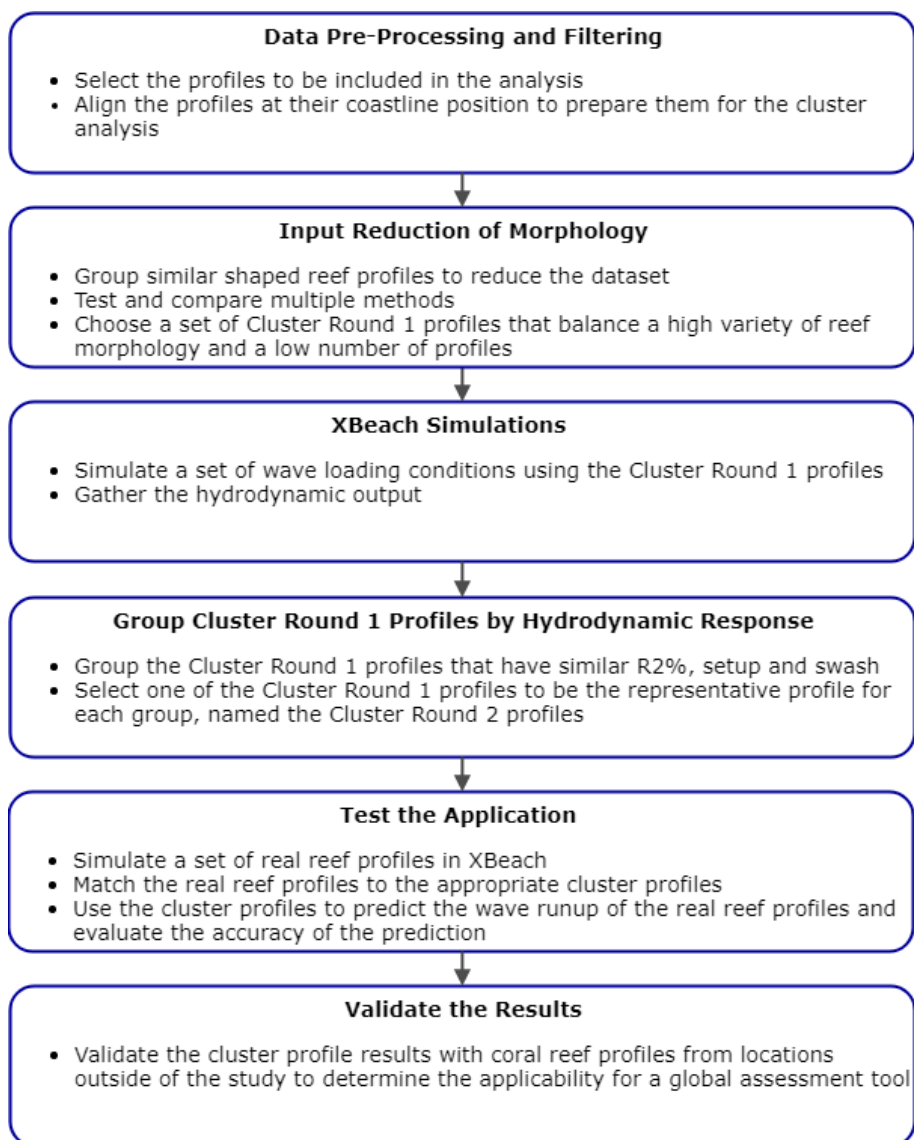 Data Pre-Processing and Filtering
• Select the profiles to be included in the analysis
• Align the profiles at their coastline position to prepare them for the cluster
analysis
Input Reduction of Morphology
• Group similar shaped reef profiles to reduce the dataset
• Test and compare multiple methods
• Choose a set of Cluster Round 1 profiles that balance a high variety of reef
morphology and a low number of profiles
XBeach Simulations
• Simulate a set of wave loading conditions using the Cluster Round 1 profiles
• Gather the hydrodynamic output
Group Cluster Round 1 Profiles by Hydrodynamic Response
• Group the Cluster Round 1 profiles that have similar R2%, setup and swash
• Select one of the Cluster Round 1 profiles to be the representative profile for
each group, named the Cluster Round 2 profiles
Test the Application
• Simulate a set of real reef profiles in XBeach
• Match the real reef profiles to the appropriate cluster profiles
• Use the cluster profiles to predict the wave runup of the real reef profiles and
evaluate the accuracy of the prediction
Validate the Results
• Validate the cluster profile results with coral reef profiles from locations
outside of the study to determine the applicability for a global assessment tool